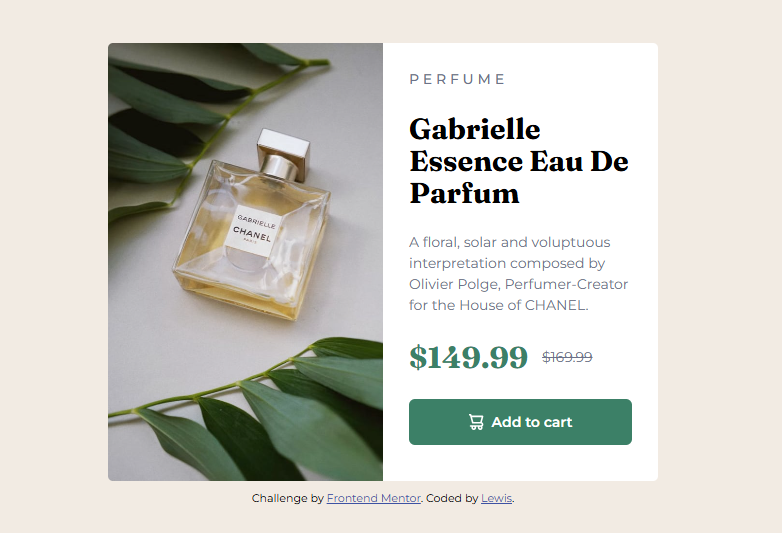 GABRIELLE
CHANEL
PARIS
PERFUME
Gabrielle
Essence Eau De
Parfum
A floral, solar and voluptuous
interpretation composed by
Olivier Polge, Perfumer-Creator
for the House of CHANEL.
$149.99 $169.99
Add to cart
Challenge by Frontend Mentor. Coded by Lewis.